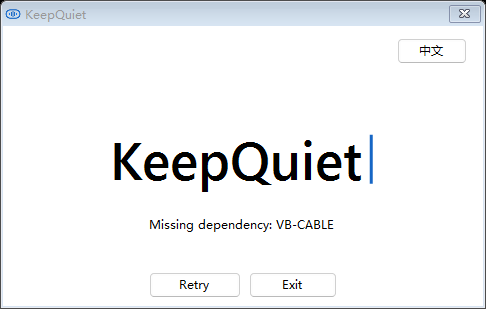 KeepQuiet
中文
KeepQuiet
Missing dependency: VB-CABLE
Retry
Exit